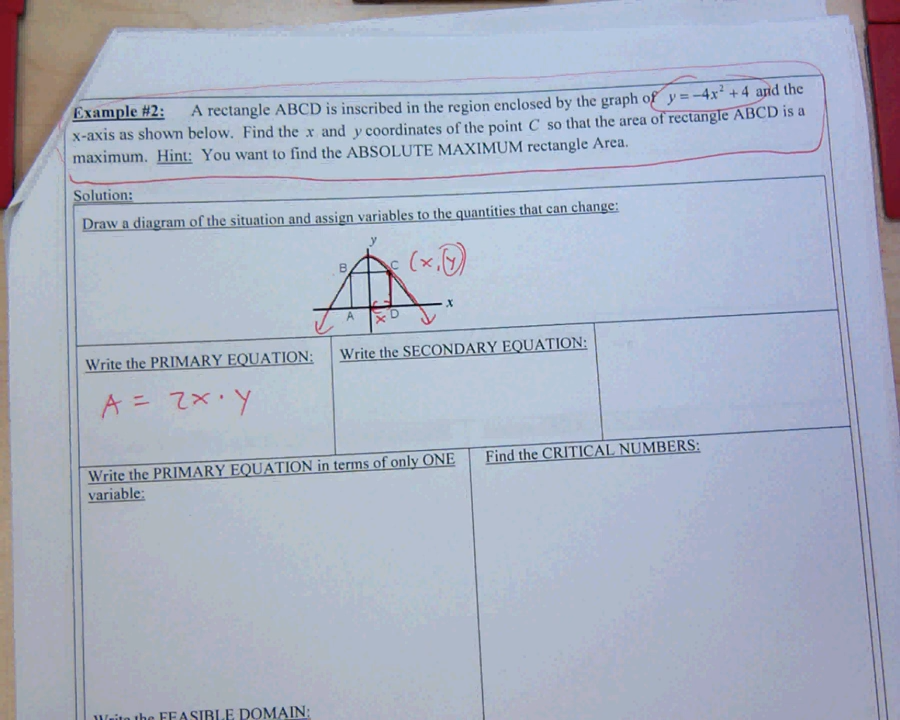 Example #2: A rectangle ABCD is inscribed in the region enclosed by the graph of y = -4x² + 4 and the
x-axis as shown below. Find the x and y coordinates of the point C so that the area of rectangle ABCD is a
maximum. Hint: You want to find the ABSOLUTE MAXIMUM rectangle Area.
Solution:
Draw a diagram of the situation and assign variables to the quantities that can change:
y
B C (x, y)
x
A x D
Write the PRIMARY EQUATION: Write the SECONDARY EQUATION:
A = 2x · y
Write the PRIMARY EQUATION in terms of only ONE Find the CRITICAL NUMBERS:
variable:
Write the FEASIBLE DOMAIN: